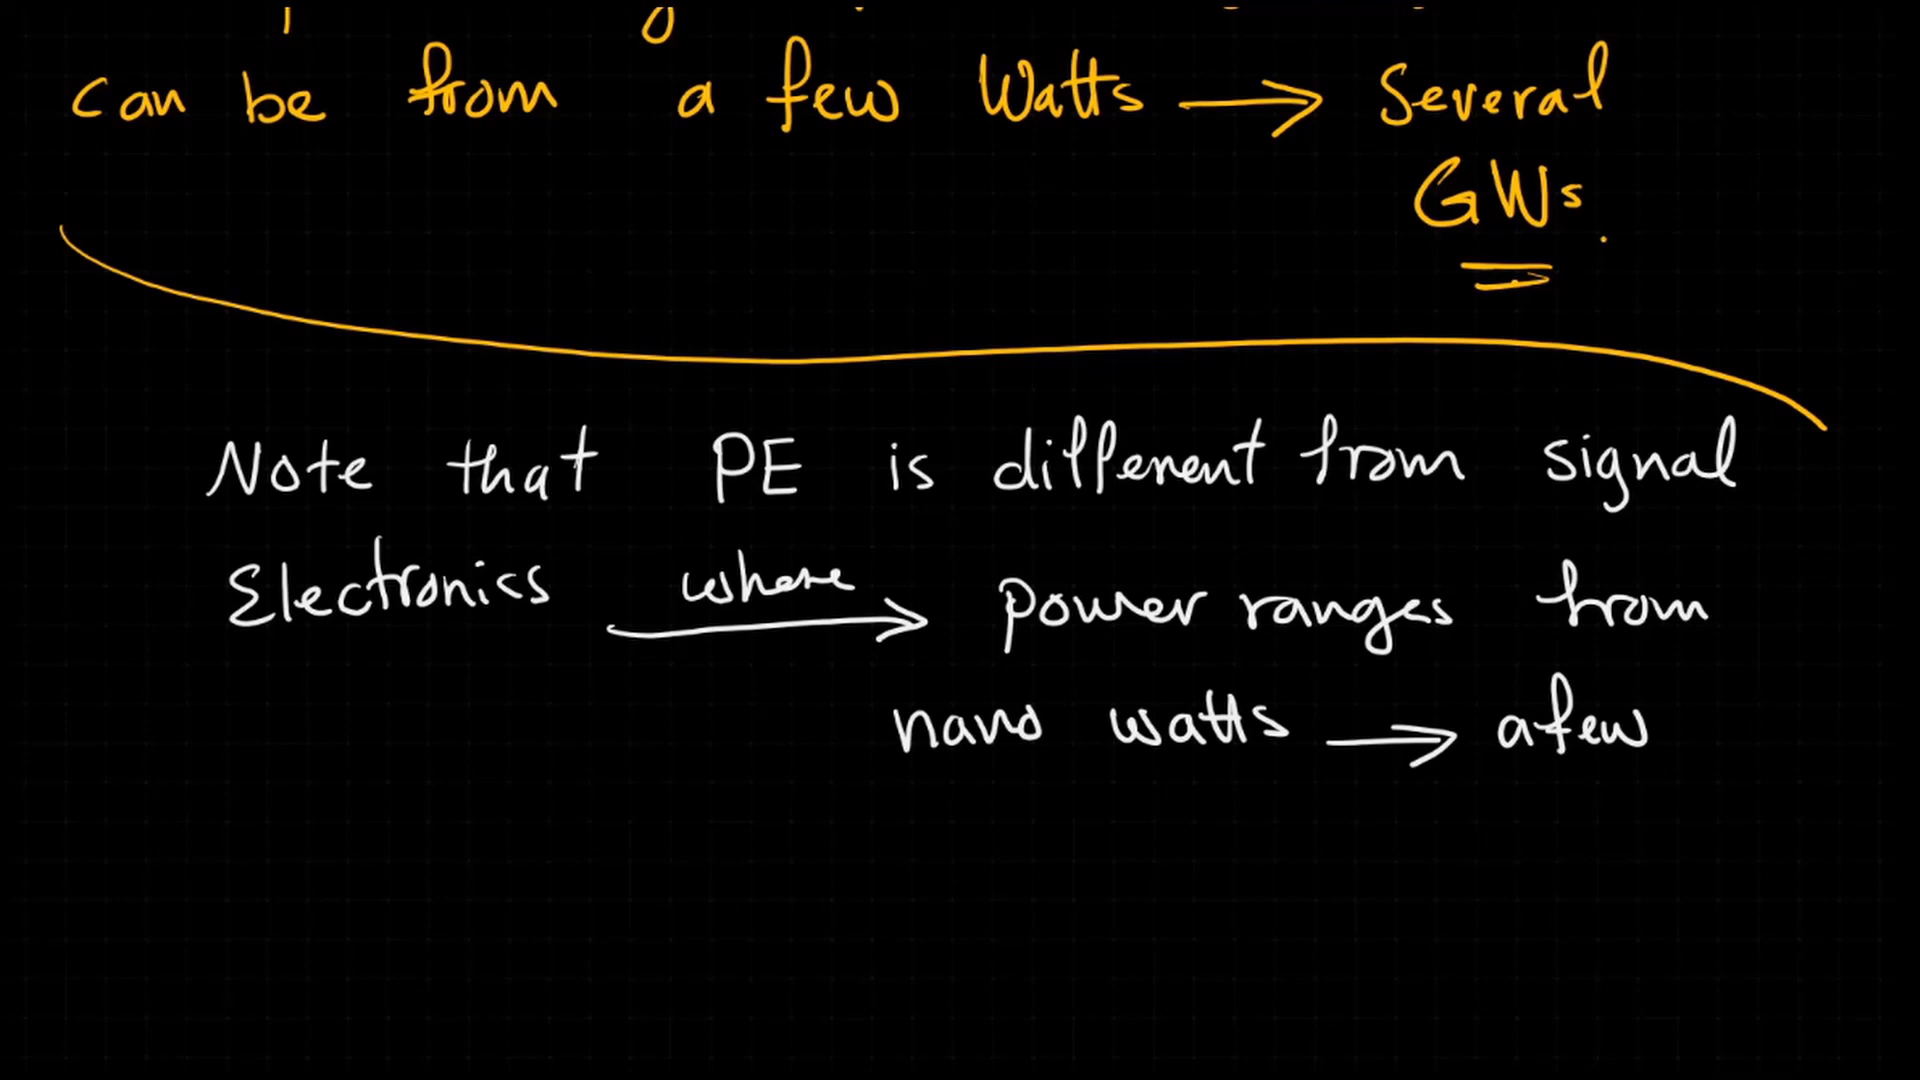 can be from a few Watts → Several
GWs.
Note that PE is different from signal
Electronics where → power ranges from
nano watts → a few